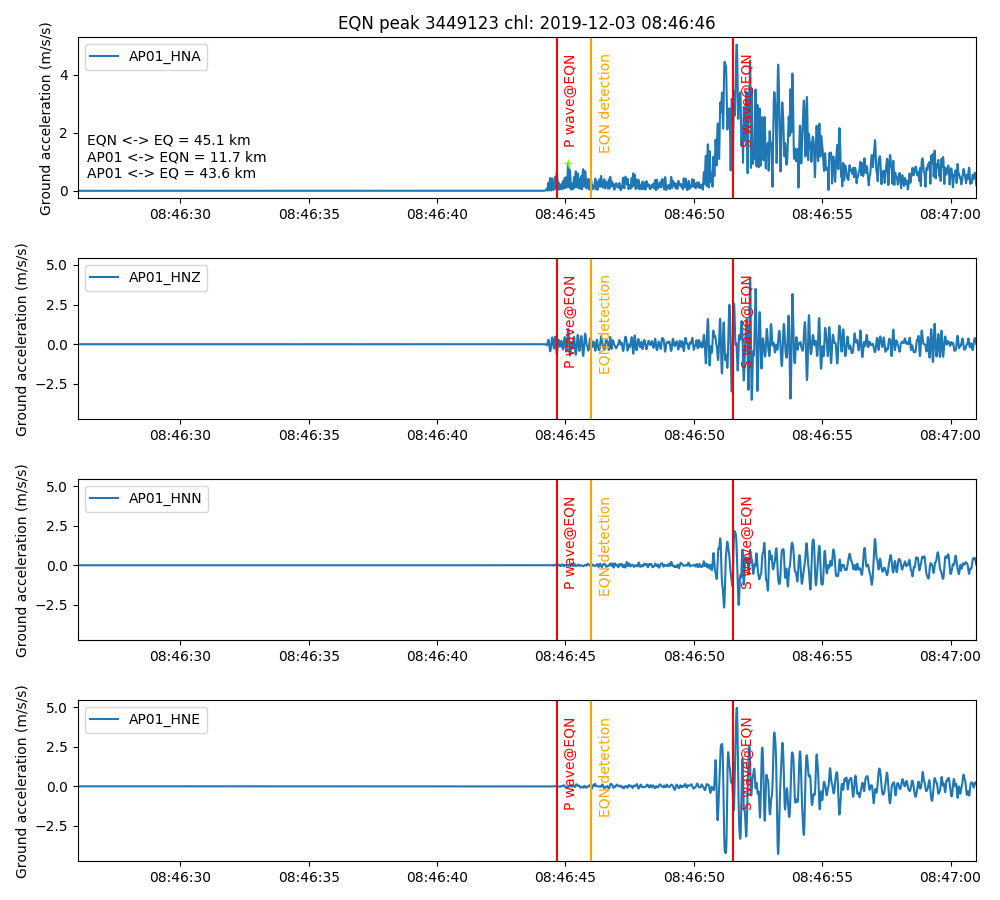 EQN peak 3449123 chl: 2019-12-03 08:46:46
Ground acceleration (m/s/s)
4
2
0
AP01_HNA
EQN <-> EQ = 45.1 km
AP01 <-> EQN = 11.7 km
AP01 <-> EQ = 43.6 km
P wave@EQN
EQN detection
S wave@EQN
08:46:30 08:46:35 08:46:40 08:46:45 08:46:50 08:46:55 08:47:00
Ground acceleration (m/s/s)
5.0
2.5
0.0
−2.5
AP01_HNZ
P wave@EQN
EQN detection
S wave@EQN
08:46:30 08:46:35 08:46:40 08:46:45 08:46:50 08:46:55 08:47:00
Ground acceleration (m/s/s)
5.0
2.5
0.0
−2.5
AP01_HNN
P wave@EQN
EQN detection
S wave@EQN
08:46:30 08:46:35 08:46:40 08:46:45 08:46:50 08:46:55 08:47:00
Ground acceleration (m/s/s)
5.0
2.5
0.0
−2.5
AP01_HNE
P wave@EQN
EQN detection
S wave@EQN
08:46:30 08:46:35 08:46:40 08:46:45 08:46:50 08:46:55 08:47:00